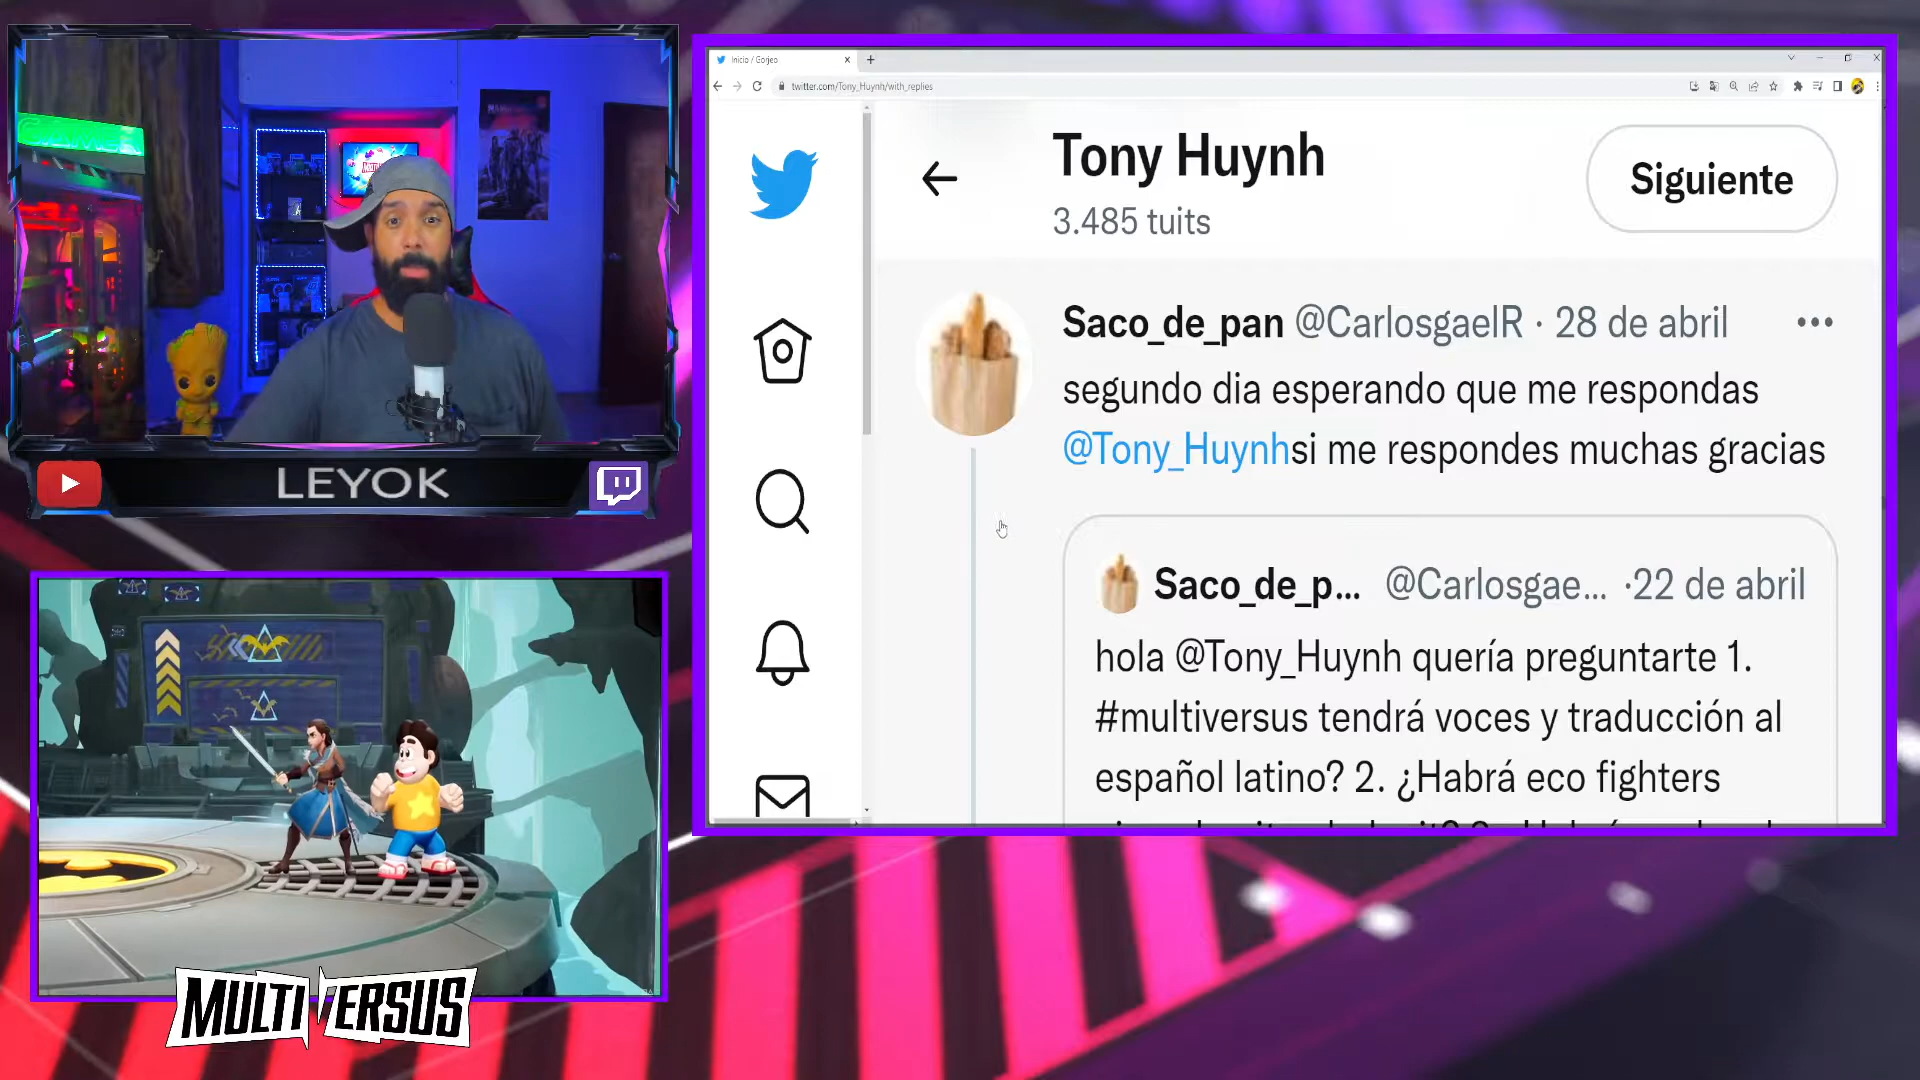 GAMER
LEYOK
MULTIVERSUS
Inicio / Gorjeo
twitter.com/Tony_Huynh/with_replies
Tony Huynh
3.485 tuits
Siguiente
Saco_de_pan @CarlosgaelR · 28 de abril
segundo dia esperando que me respondas
@Tony_Huynhsi me respondes muchas gracias
Saco_de_p... @Carlosgae... ·22 de abril
hola @Tony_Huynh quería preguntarte 1.
#multiversus tendrá voces y traducción al
español latino? 2. ¿Habrá eco fighters